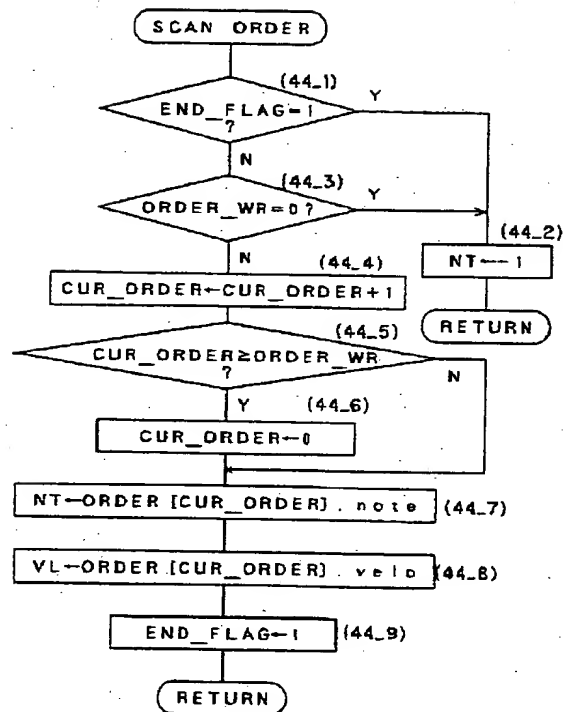 SCAN ORDER
(44_1)
END_FLAG=1
?
Y
N
(44_3)
ORDER_WR=0?
Y
N
(44_2)
NT←1
RETURN
(44_4)
CUR_ORDER←CUR_ORDER+1
(44_5)
CUR_ORDER≥ORDER_WR
?
N
Y
(44_6)
CUR_ORDER←0
NT←ORDER [CUR_ORDER]. note (44_7)
VL←ORDER [CUR_ORDER]. velo (44_8)
END_FLAG←1 (44_9)
RETURN